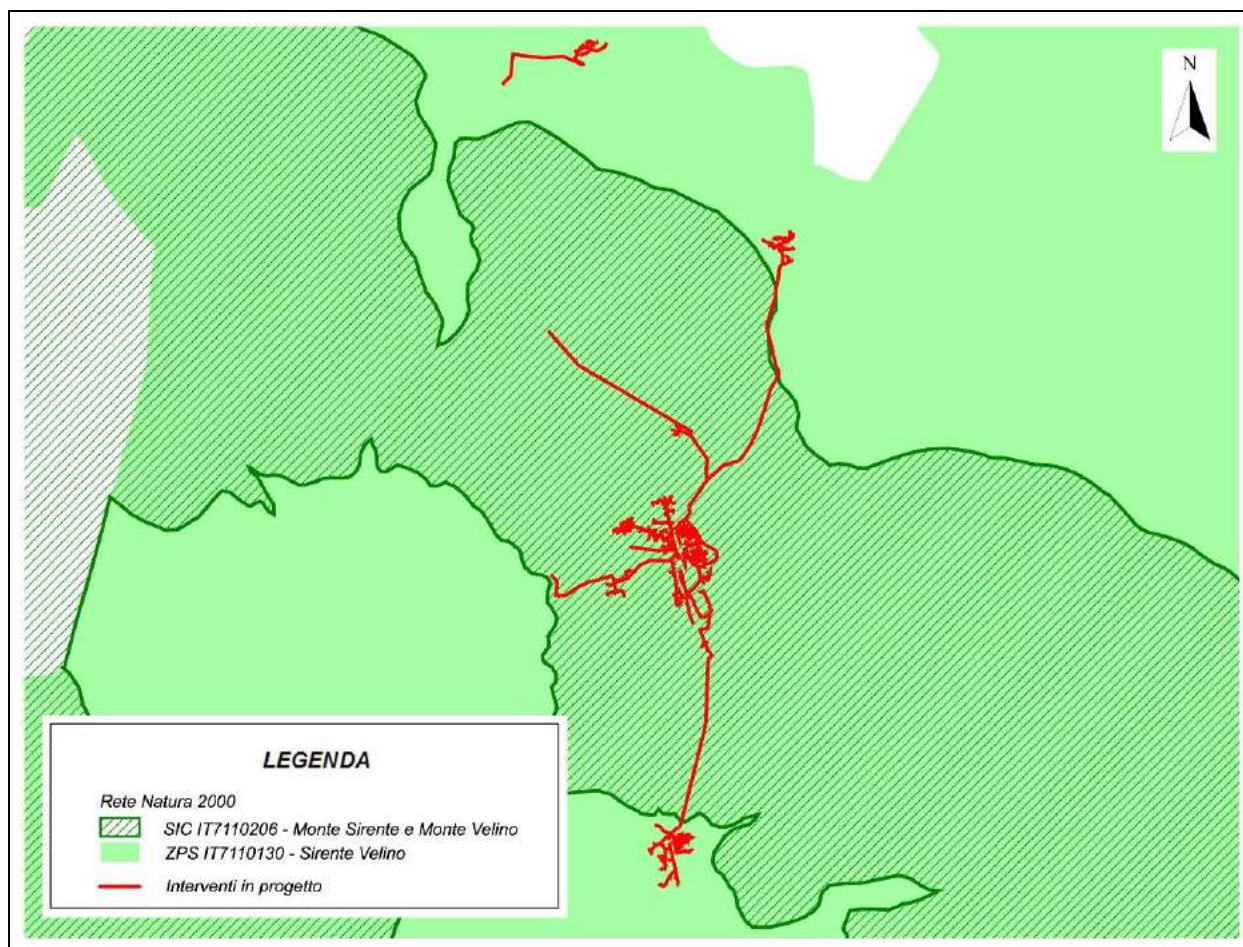 N
LEGENDA
Rete Natura 2000
SIC IT7110206 - Monte Sirente e Monte Velino
ZPS IT7110130 - Sirente Velino
Interventi in progetto